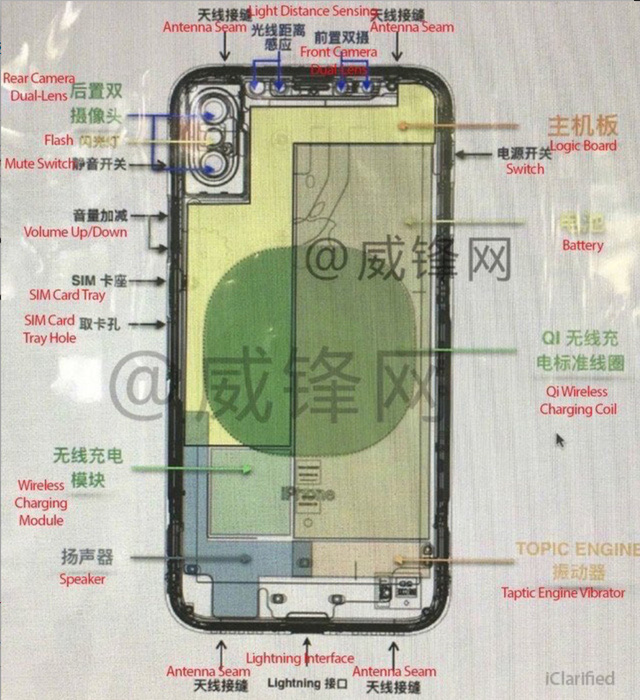 天线接缝
Light Distance Sensing
天线接缝
Antenna Seam
光线距离
感应
前置双摄
Antenna Seam
Front Camera
Dual-Lens
Rear Camera
Dual-Lens
后置双
摄像头
Flash 闪光灯
Mute Switch 静音开关
主机板
Logic Board
电源开关
Switch
音量加减
Volume Up/Down
电池
Battery
@威锋网
SIM 卡座
SIM Card Tray
SIM Card
Tray Hole
取卡孔
QI 无线充
电标准线圈
Qi Wireless
Charging Coil
@威锋网
无线充电
模块
Wireless
Charging
Module
iPhone
扬声器
Speaker
TOPIC ENGINE
振动器
Taptic Engine Vibrator
Antenna Seam
天线接缝
Lightning Interface
Lightning 接口
Antenna Seam
天线接缝
iClarified